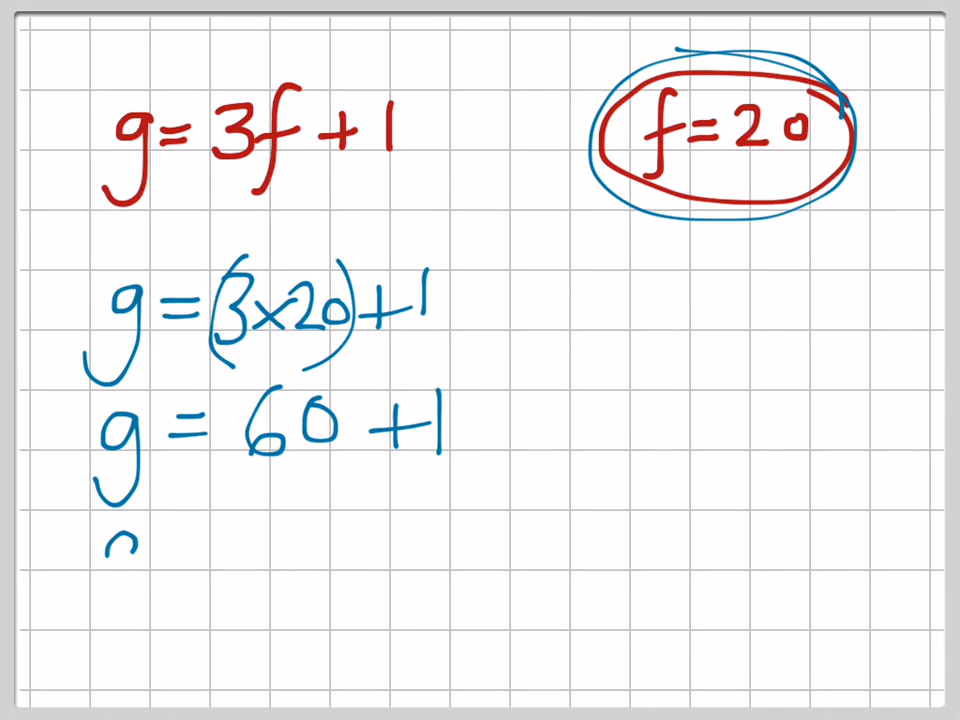 g = 3f + 1
f = 20
g = (3 × 20) + 1
g = 60 + 1